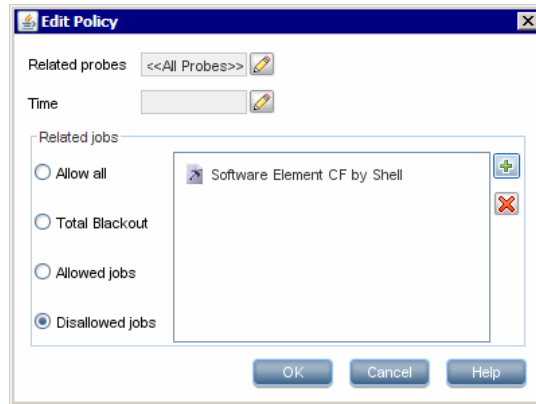 Edit Policy
Related probes <<All Probes>>
Time
Related jobs
Allow all
Software Element CF by Shell
Total Blackout
Allowed jobs
Disallowed jobs
OK Cancel Help